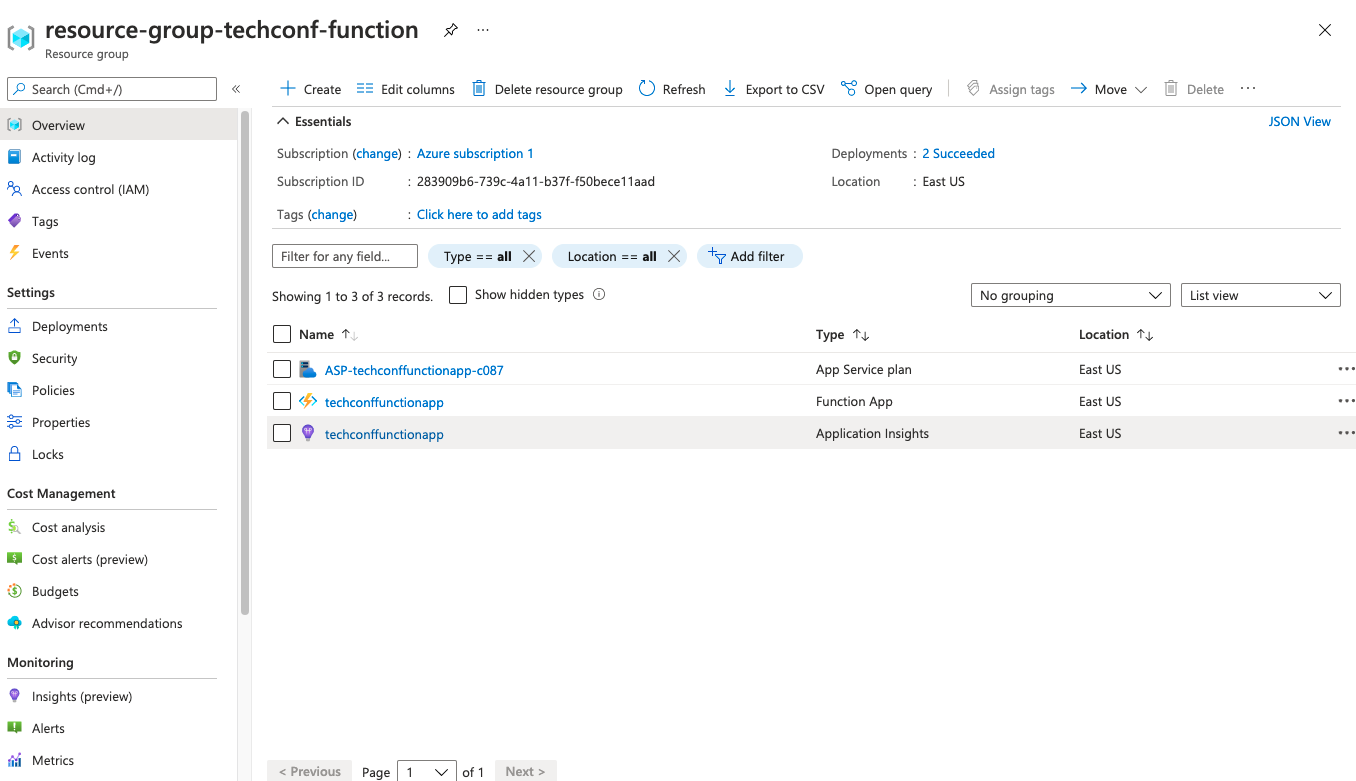 resource-group-techconf-function
Resource group
Search (Cmd+/)
«
Create
Edit columns
Delete resource group
Refresh
Export to CSV
Open query
Assign tags
Move
Delete
Overview
Activity log
Access control (IAM)
Tags
Events
Settings
Deployments
Security
Policies
Properties
Locks
Cost Management
Cost analysis
Cost alerts (preview)
Budgets
Advisor recommendations
Monitoring
Insights (preview)
Alerts
Metrics
Essentials
JSON View
Subscription (change) : Azure subscription 1
Deployments : 2 Succeeded
Subscription ID : 283909b6-739c-4a11-b37f-f50bece11aad
Location : East US
Tags (change) : Click here to add tags
Filter for any field...
Type == all
Location == all
Add filter
Showing 1 to 3 of 3 records.
Show hidden types
No grouping
List view
Name Type Location
ASP-techconffunctionapp-c087 App Service plan East US
techconffunctionapp Function App East US
techconffunctionapp Application Insights East US
< Previous Page 1 of 1 Next >